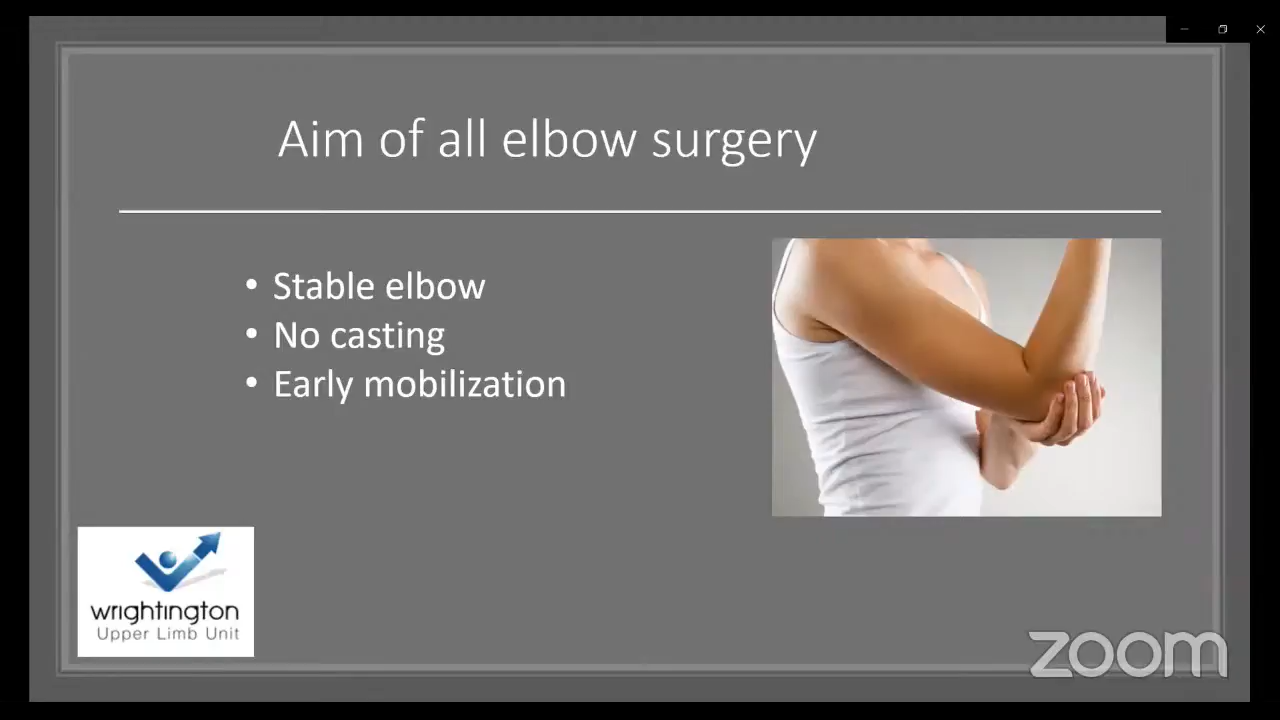 Aim of all elbow surgery
• Stable elbow
• No casting
• Early mobilization
wrightington
Upper Limb Unit
zoom